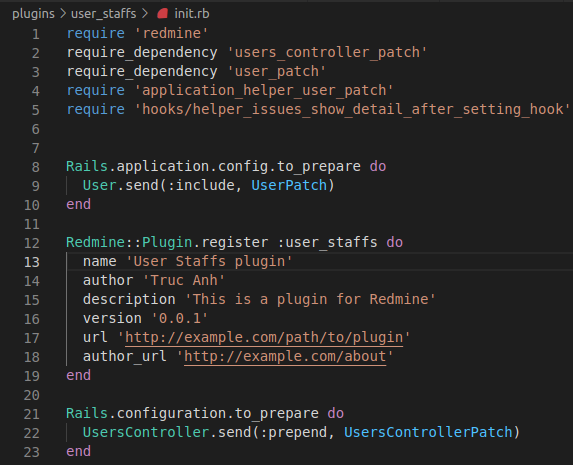 plugins > user_staffs > init.rb
1 require 'redmine'
2 require_dependency 'users_controller_patch'
3 require_dependency 'user_patch'
4 require 'application_helper_user_patch'
5 require 'hooks/helper_issues_show_detail_after_setting_hook'
6
7
8 Rails.application.config.to_prepare do
9   User.send(:include, UserPatch)
10 end
11
12 Redmine::Plugin.register :user_staffs do
13   name 'User Staffs plugin'
14   author 'Truc Anh'
15   description 'This is a plugin for Redmine'
16   version '0.0.1'
17   url 'http://example.com/path/to/plugin'
18   author_url 'http://example.com/about'
19 end
20
21 Rails.configuration.to_prepare do
22   UsersController.send(:prepend, UsersControllerPatch)
23 end